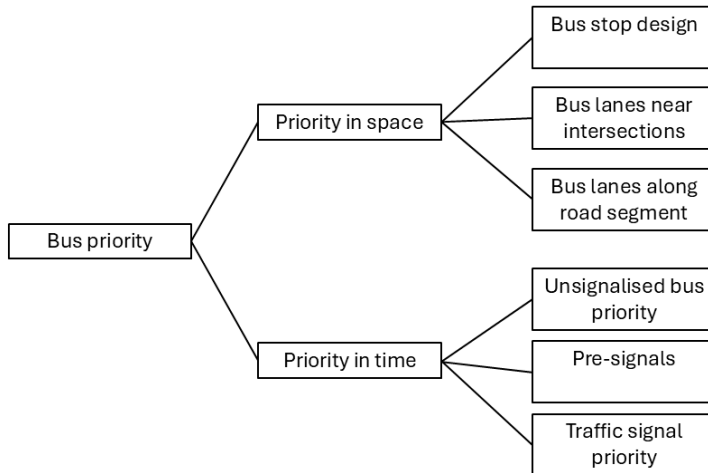 Bus priority
Priority in space
Bus stop design
Bus lanes near
intersections
Bus lanes along
road segment
Priority in time
Unsignalised bus
priority
Pre-signals
Traffic signal
priority